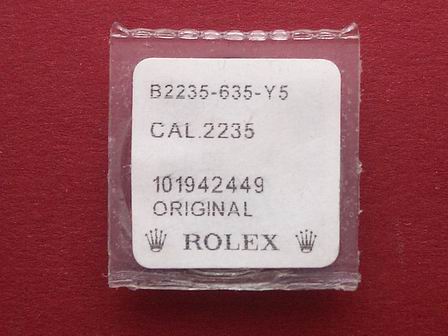 B2235-635-Y5
CAL.2235
101942449
ORIGINAL
ROLEX